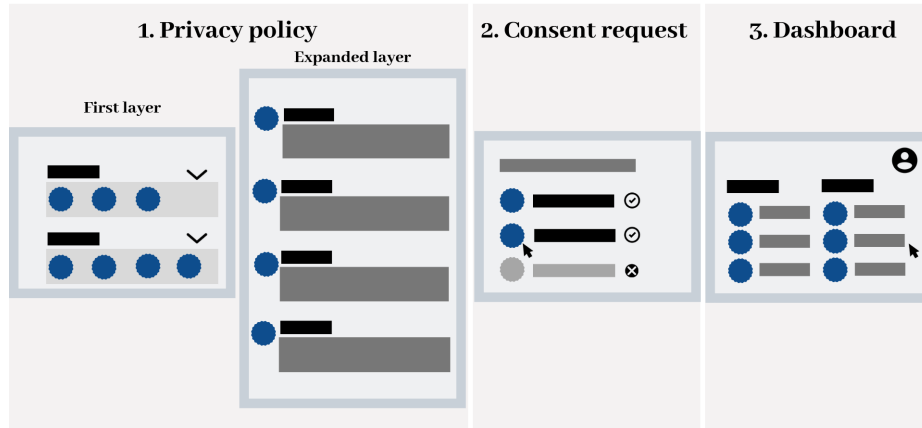 1. Privacy policy
Expanded layer
First layer
2. Consent request
3. Dashboard